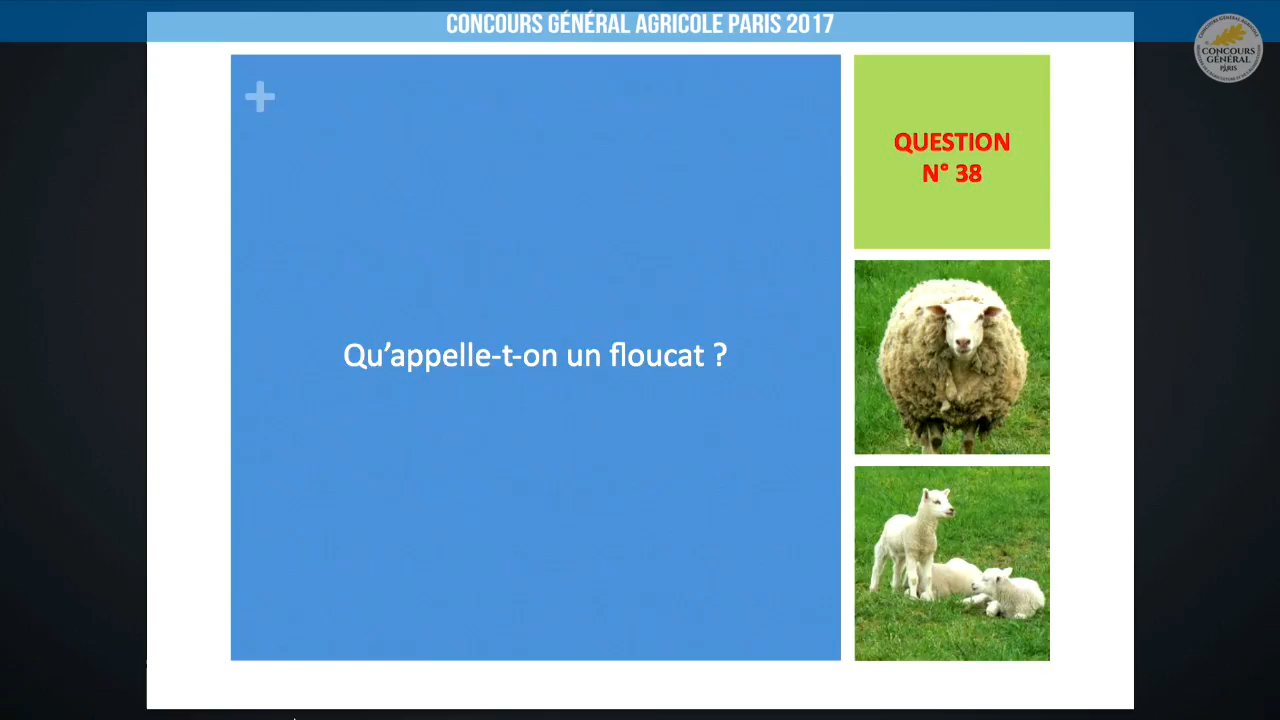 CONCOURS GÉNÉRAL AGRICOLE PARIS 2017
CONCOURS
GÉNÉRAL
PARIS
QUESTION
N° 38
Qu’appelle-t-on un floucat ?